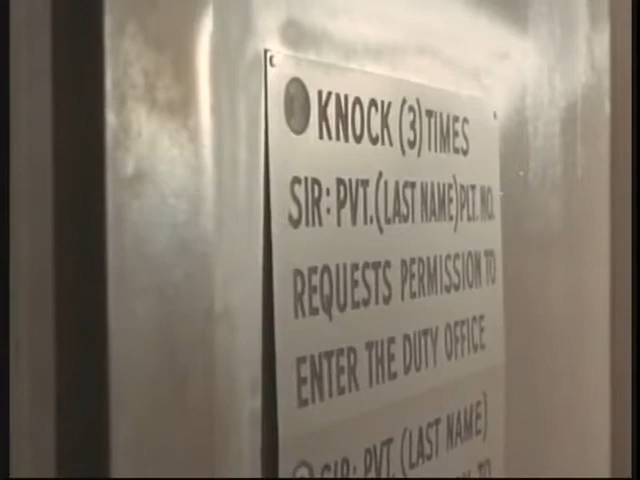 KNOCK (3) TIMES
SIR: PVT. (LAST NAME) PLT. NO.
REQUESTS PERMISSION TO
ENTER THE DUTY OFFICE
SIR: PVT. (LAST NAME)
TO